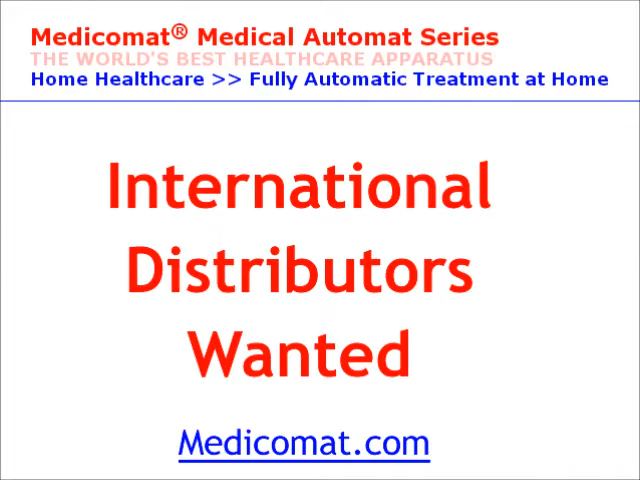 Medicomat® Medical Automat Series
THE WORLD'S BEST HEALTHCARE APPARATUS
Home Healthcare >> Fully Automatic Treatment at Home
International
Distributors
Wanted
Medicomat.com